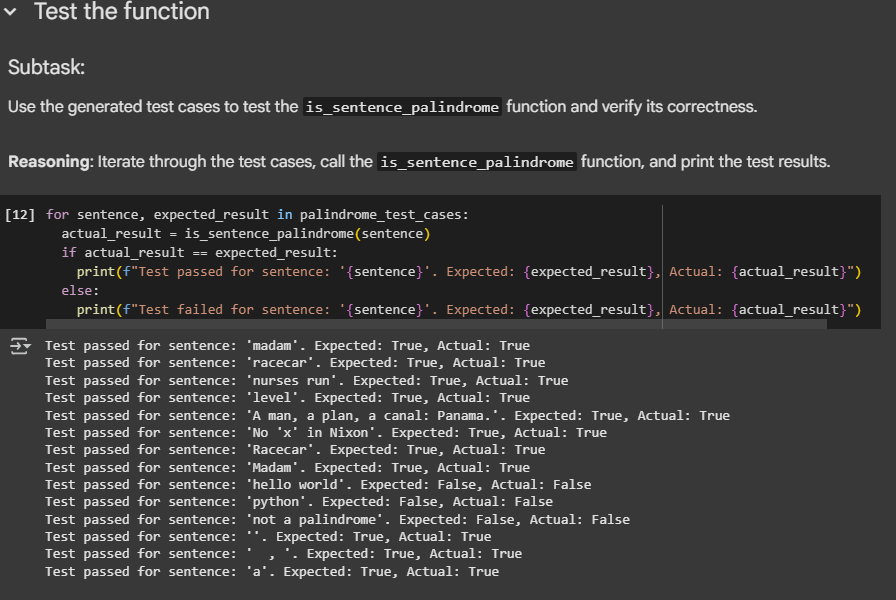 Test the function
Subtask:
Use the generated test cases to test the is_sentence_palindrome function and verify its correctness.
Reasoning: Iterate through the test cases, call the is_sentence_palindrome function, and print the test results.
[12] for sentence, expected_result in palindrome_test_cases:
actual_result = is_sentence_palindrome(sentence)
if actual_result == expected_result:
print(f"Test passed for sentence: '{sentence}'. Expected: {expected_result}, Actual: {actual_result}")
else:
print(f"Test failed for sentence: '{sentence}'. Expected: {expected_result}, Actual: {actual_result}")
Test passed for sentence: 'madam'. Expected: True, Actual: True
Test passed for sentence: 'racecar'. Expected: True, Actual: True
Test passed for sentence: 'nurses run'. Expected: True, Actual: True
Test passed for sentence: 'level'. Expected: True, Actual: True
Test passed for sentence: 'A man, a plan, a canal: Panama.'. Expected: True, Actual: True
Test passed for sentence: 'No 'x' in Nixon'. Expected: True, Actual: True
Test passed for sentence: 'Racecar'. Expected: True, Actual: True
Test passed for sentence: 'Madam'. Expected: True, Actual: True
Test passed for sentence: 'hello world'. Expected: False, Actual: False
Test passed for sentence: 'python'. Expected: False, Actual: False
Test passed for sentence: 'not a palindrome'. Expected: False, Actual: False
Test passed for sentence: ''. Expected: True, Actual: True
Test passed for sentence: '  , '. Expected: True, Actual: True
Test passed for sentence: 'a'. Expected: True, Actual: True